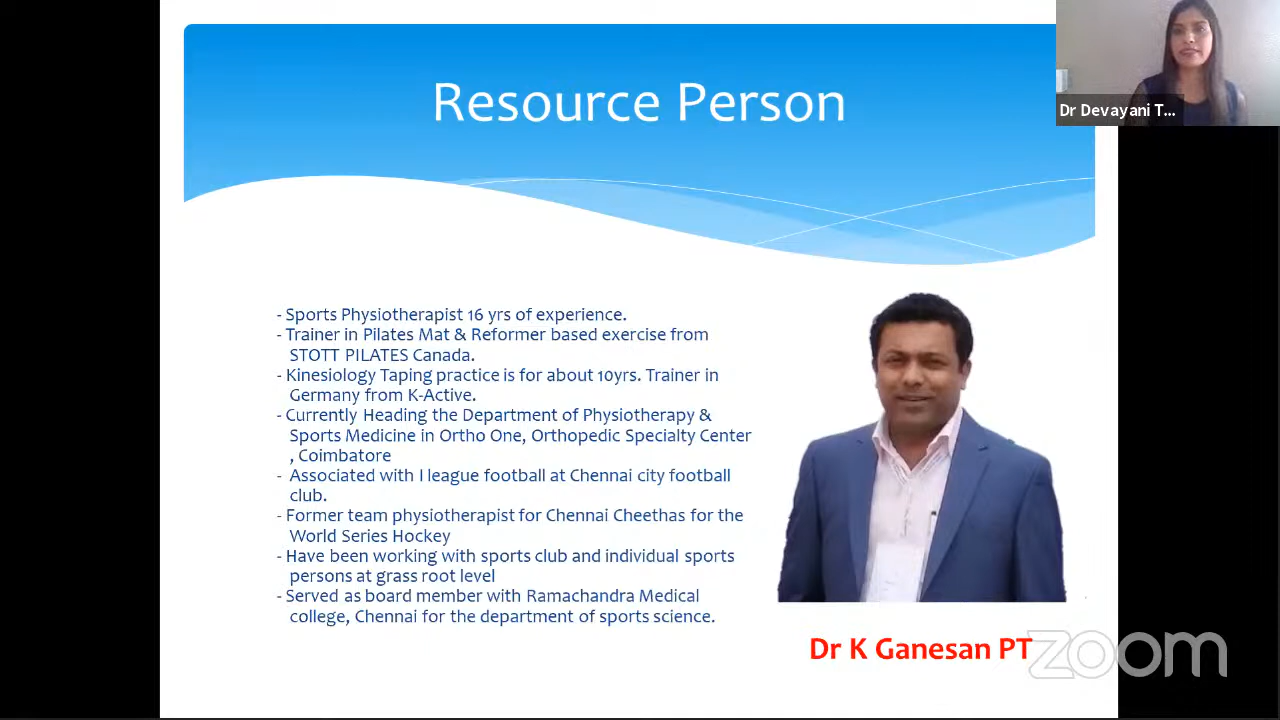 Resource Person
Dr Devayani T...
- Sports Physiotherapist 16 yrs of experience.
- Trainer in Pilates Mat & Reformer based exercise from
STOTT PILATES Canada.
- Kinesiology Taping practice is for about 10yrs. Trainer in
Germany from K-Active.
- Currently Heading the Department of Physiotherapy &
Sports Medicine in Ortho One, Orthopedic Specialty Center
, Coimbatore
- Associated with I league football at Chennai city football
club.
- Former team physiotherapist for Chennai Cheethas for the
World Series Hockey
- Have been working with sports club and individual sports
persons at grass root level
- Served as board member with Ramachandra Medical
college, Chennai for the department of sports science.
Dr K Ganesan PT
zoom